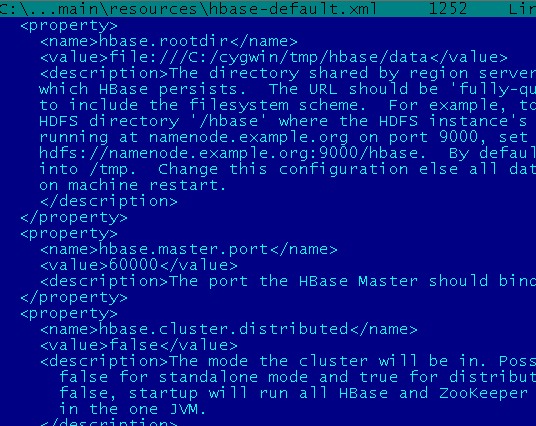 C:\...main\resources\hbase-default.xml 1252 Lin
<property>
<name>hbase.rootdir</name>
<value>file:///C:/cygwin/tmp/hbase/data</value>
<description>The directory shared by region server
which HBase persists. The URL should be 'fully-qu
to include the filesystem scheme. For example, to
HDFS directory '/hbase' where the HDFS instance's
running at namenode.example.org on port 9000, set
hdfs://namenode.example.org:9000/hbase. By defaul
into /tmp. Change this configuration else all dat
on machine restart.
</description>
</property>
<property>
<name>hbase.master.port</name>
<value>60000</value>
<description>The port the HBase Master should bind
</property>
<property>
<name>hbase.cluster.distributed</name>
<value>false</value>
<description>The mode the cluster will be in. Poss
false for standalone mode and true for distribut
false, startup will run all HBase and ZooKeeper
in the one JVM.
</description>